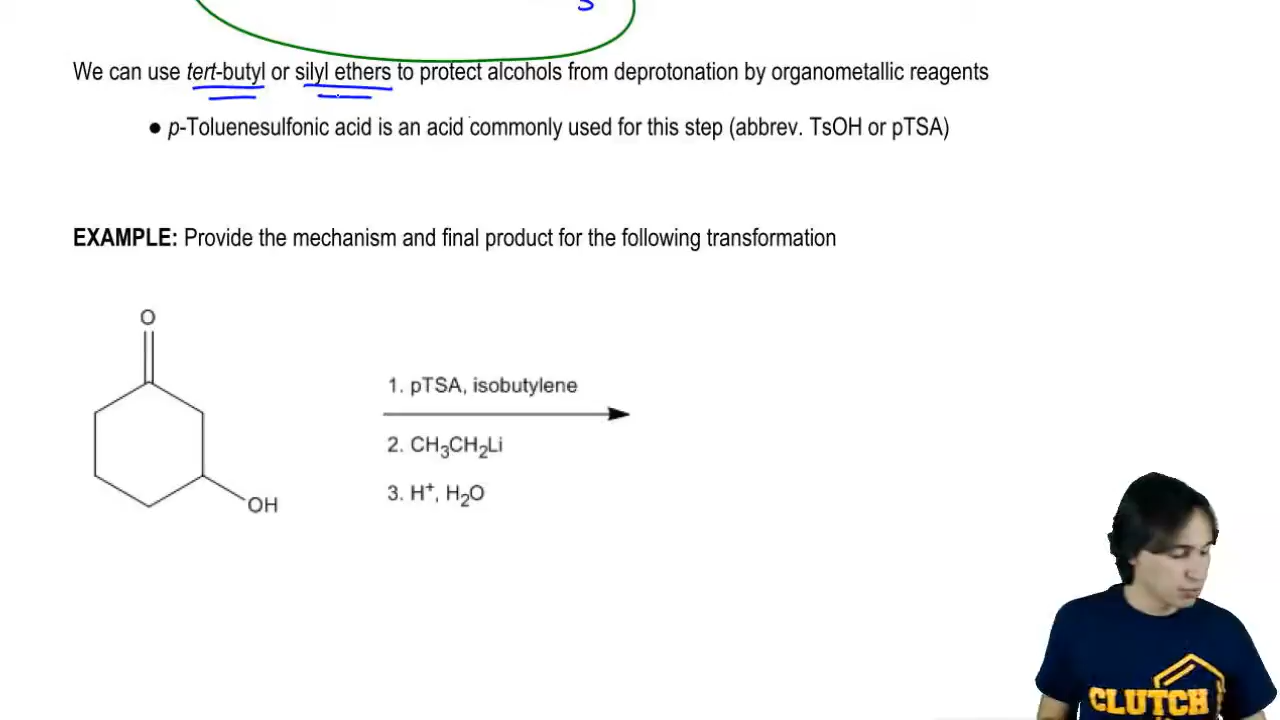 3
We can use tert-butyl or silyl ethers to protect alcohols from deprotonation by organometallic reagents
● p-Toluenesulfonic acid is an acid commonly used for this step (abbrev. TsOH or pTSA)
EXAMPLE: Provide the mechanism and final product for the following transformation
O
OH
1. pTSA, isobutylene
2. CH₃CH₂Li
3. H⁺, H₂O
CLUTCH